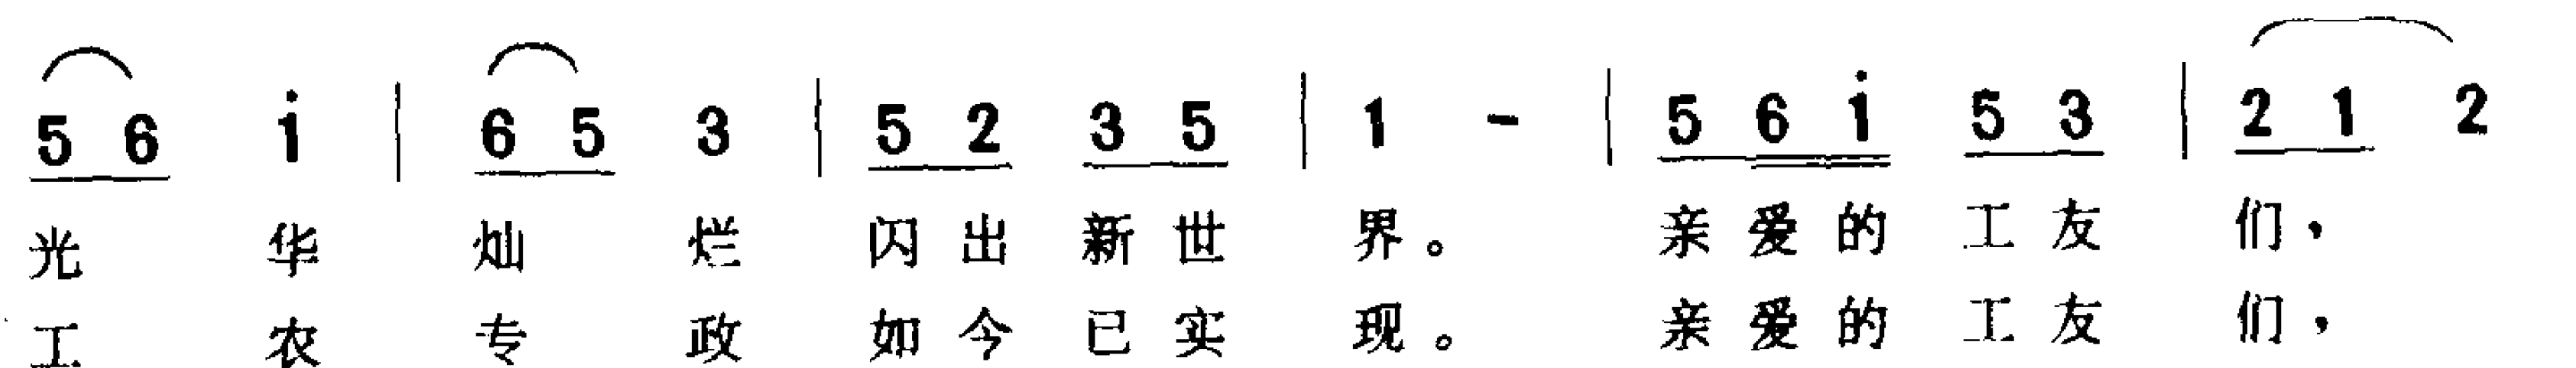 5 6 i | 6 5 3 | 5 2 3 5 | 1 - | 5 6 i 5 3 | 2 1 2
光 华 灿 烂 闪 出 新 世 界。 亲 爱 的 工 友 们，
工 农 专 政 如 今 已 实 现。 亲 爱 的 工 友 们，